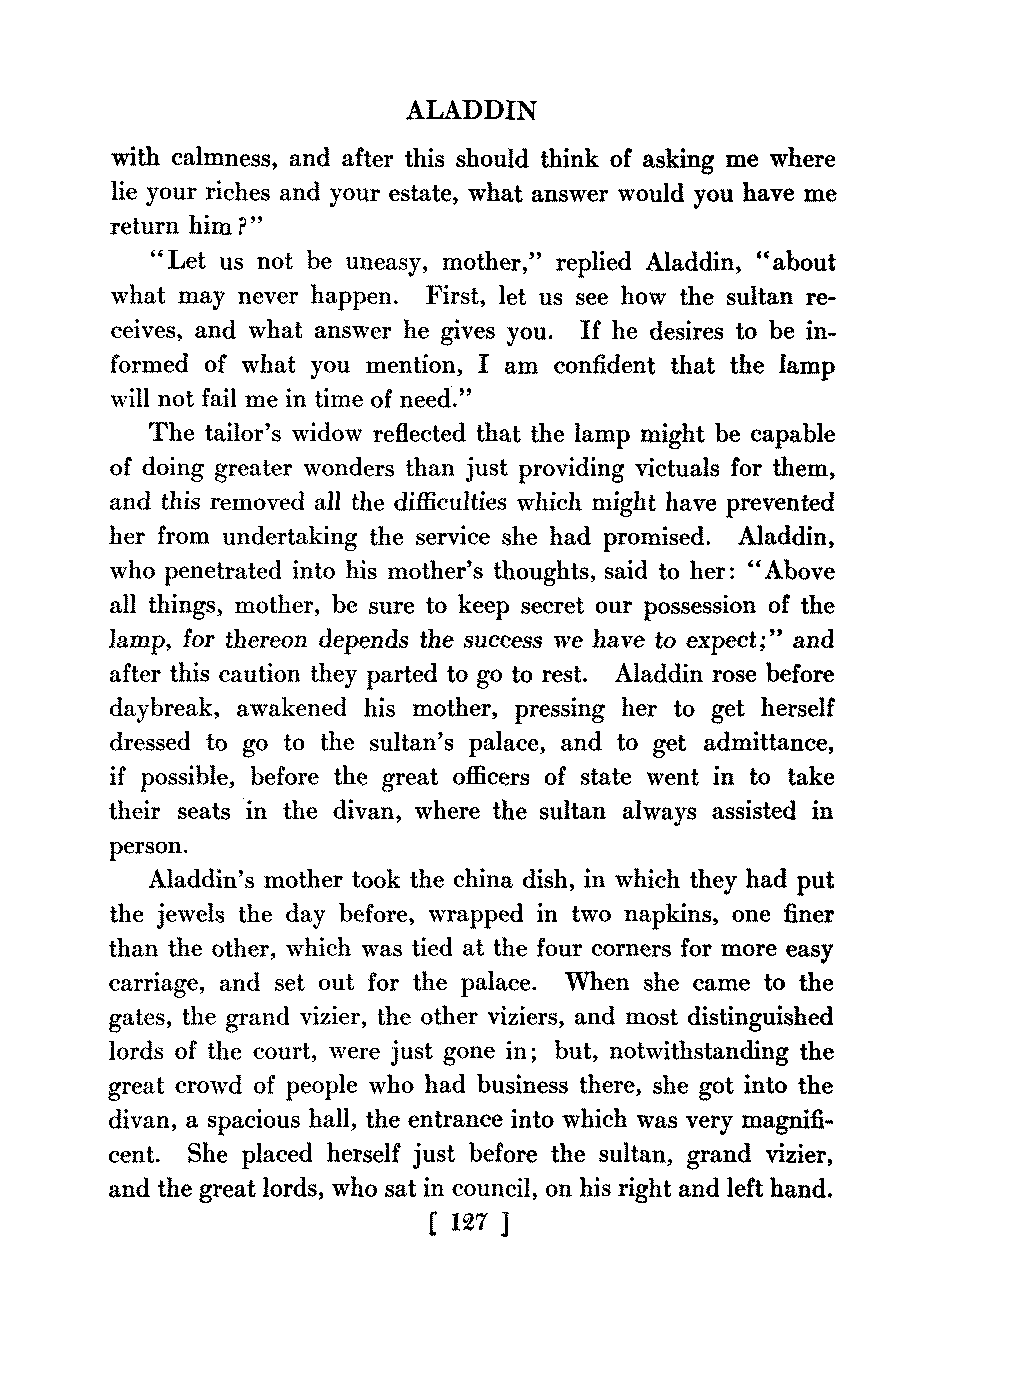 ALADDIN
with calmness, and after this should think of asking me where
lie your riches and your estate, what answer would you have me
return him?"
"Let us not be uneasy, mother," replied Aladdin, "about
what may never happen. First, let us see how the sultan re-
ceives, and what answer he gives you. If he desires to be in-
formed of what you mention, I am confident that the lamp
will not fail me in time of need."
The tailor's widow reflected that the lamp might be capable
of doing greater wonders than just providing victuals for them,
and this removed all the difficulties which might have prevented
her from undertaking the service she had promised. Aladdin,
who penetrated into his mother's thoughts, said to her: "Above
all things, mother, be sure to keep secret our possession of the
lamp, for thereon depends the success we have to expect;" and
after this caution they parted to go to rest. Aladdin rose before
daybreak, awakened his mother, pressing her to get herself
dressed to go to the sultan's palace, and to get admittance,
if possible, before the great officers of state went in to take
their seats in the divan, where the sultan always assisted in
person.
Aladdin's mother took the china dish, in which they had put
the jewels the day before, wrapped in two napkins, one finer
than the other, which was tied at the four corners for more easy
carriage, and set out for the palace. When she came to the
gates, the grand vizier, the other viziers, and most distinguished
lords of the court, were just gone in; but, notwithstanding the
great crowd of people who had business there, she got into the
divan, a spacious hall, the entrance into which was very magnifi-
cent. She placed herself just before the sultan, grand vizier,
and the great lords, who sat in council, on his right and left hand.
[ 127 ]